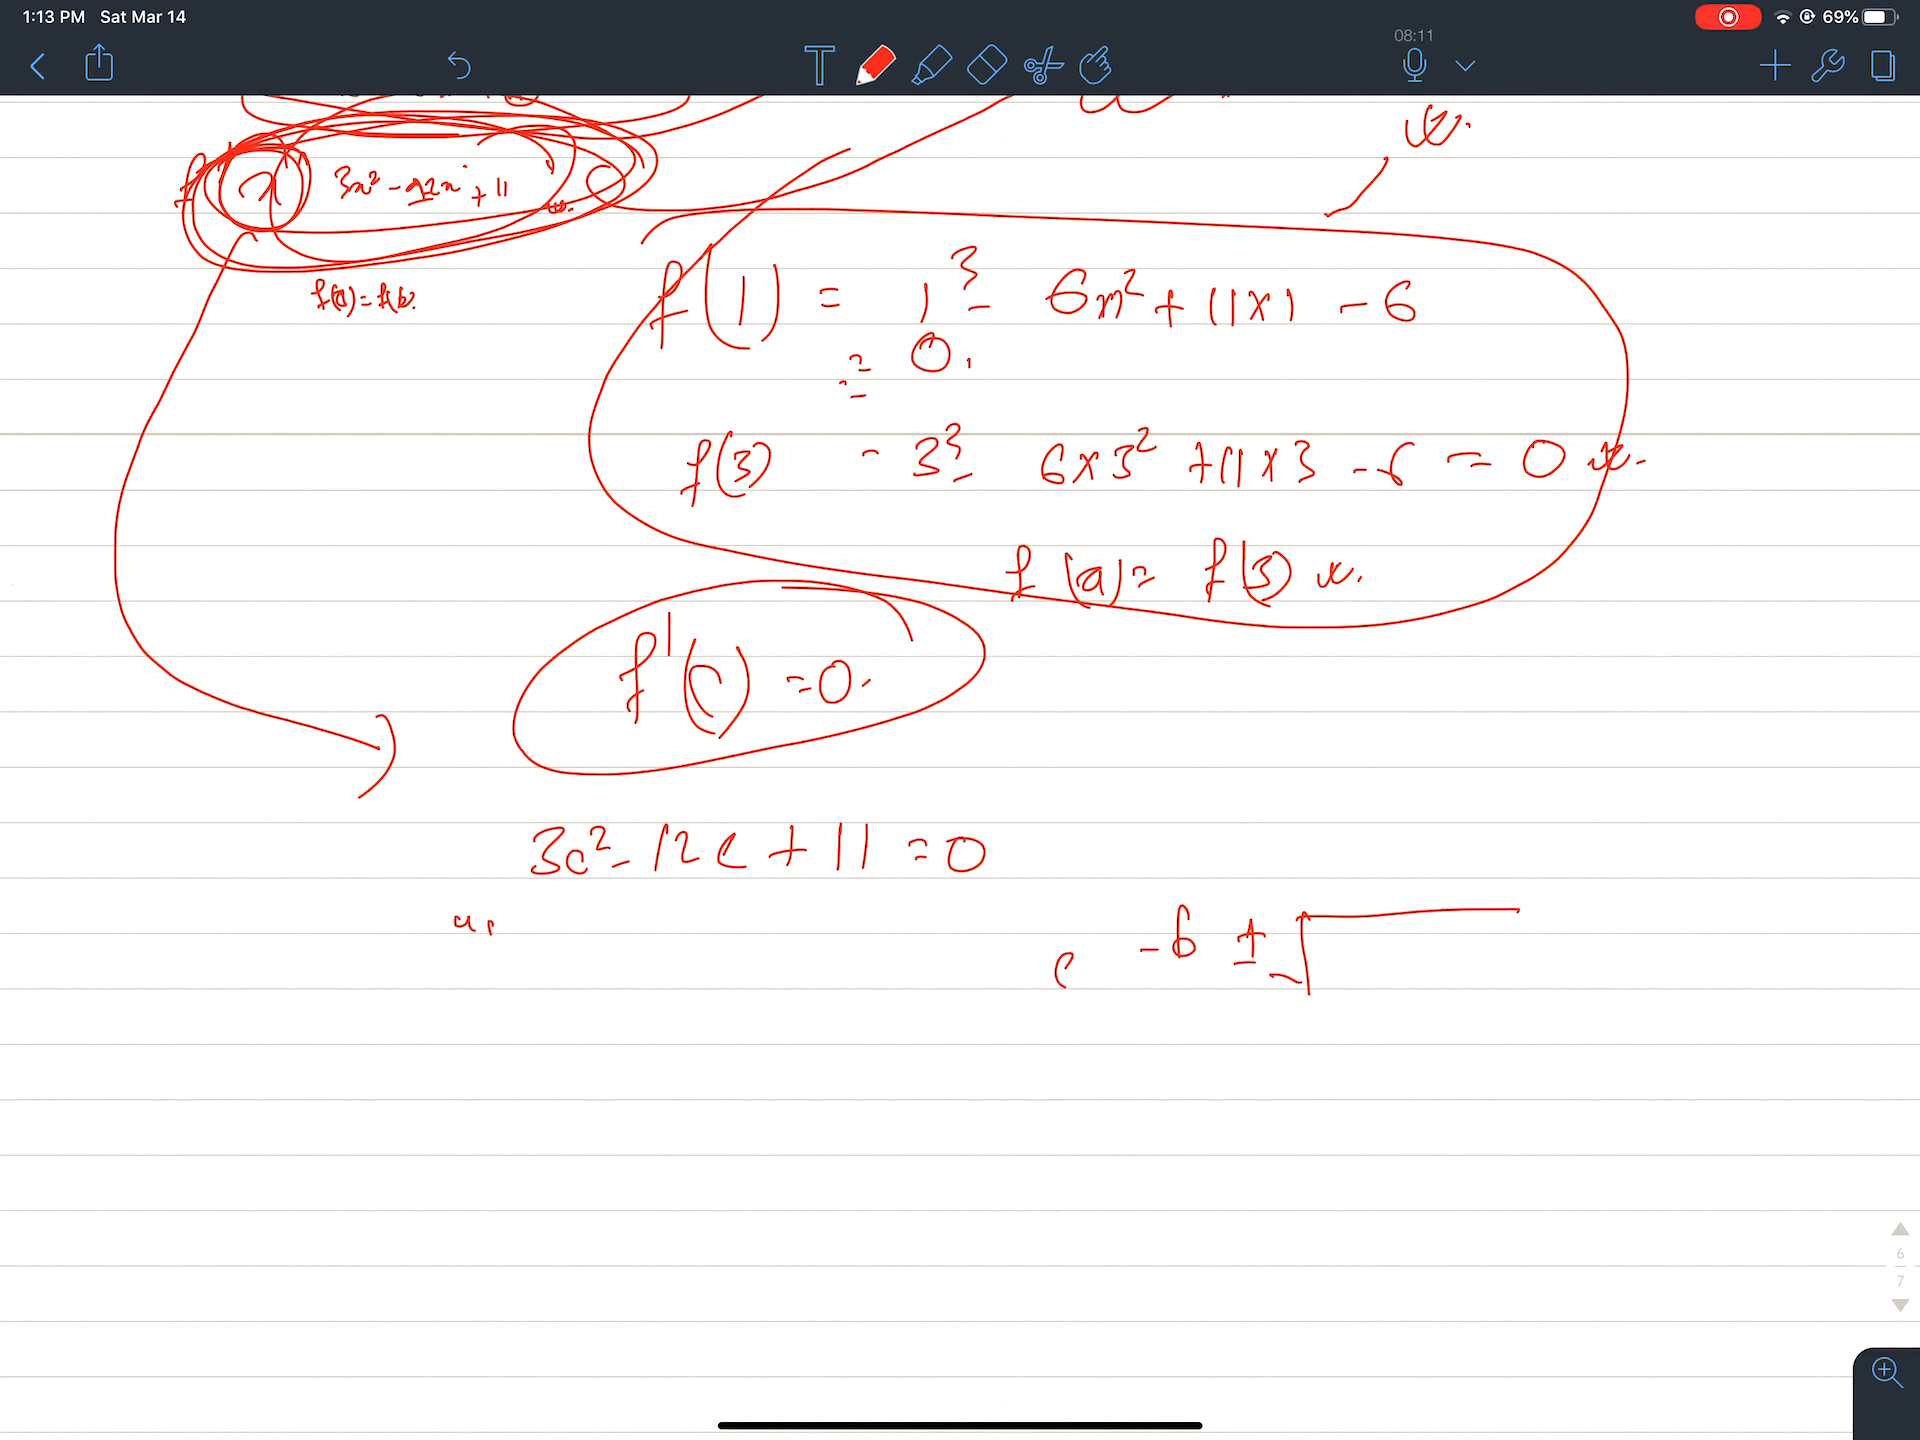 1:13 PM Sat Mar 14
69%
08:11
3x² - 12x + 11
f(a) = f(b)
f(1) = 1³ - 6x² + 11x1 - 6
= 0.
f(3) = 3³ - 6x3² + 11x3 - 6 = 0
f(a) = f(3)
f'(c) = 0.
3c² - 12c + 11 = 0
c -b ± √
6
7